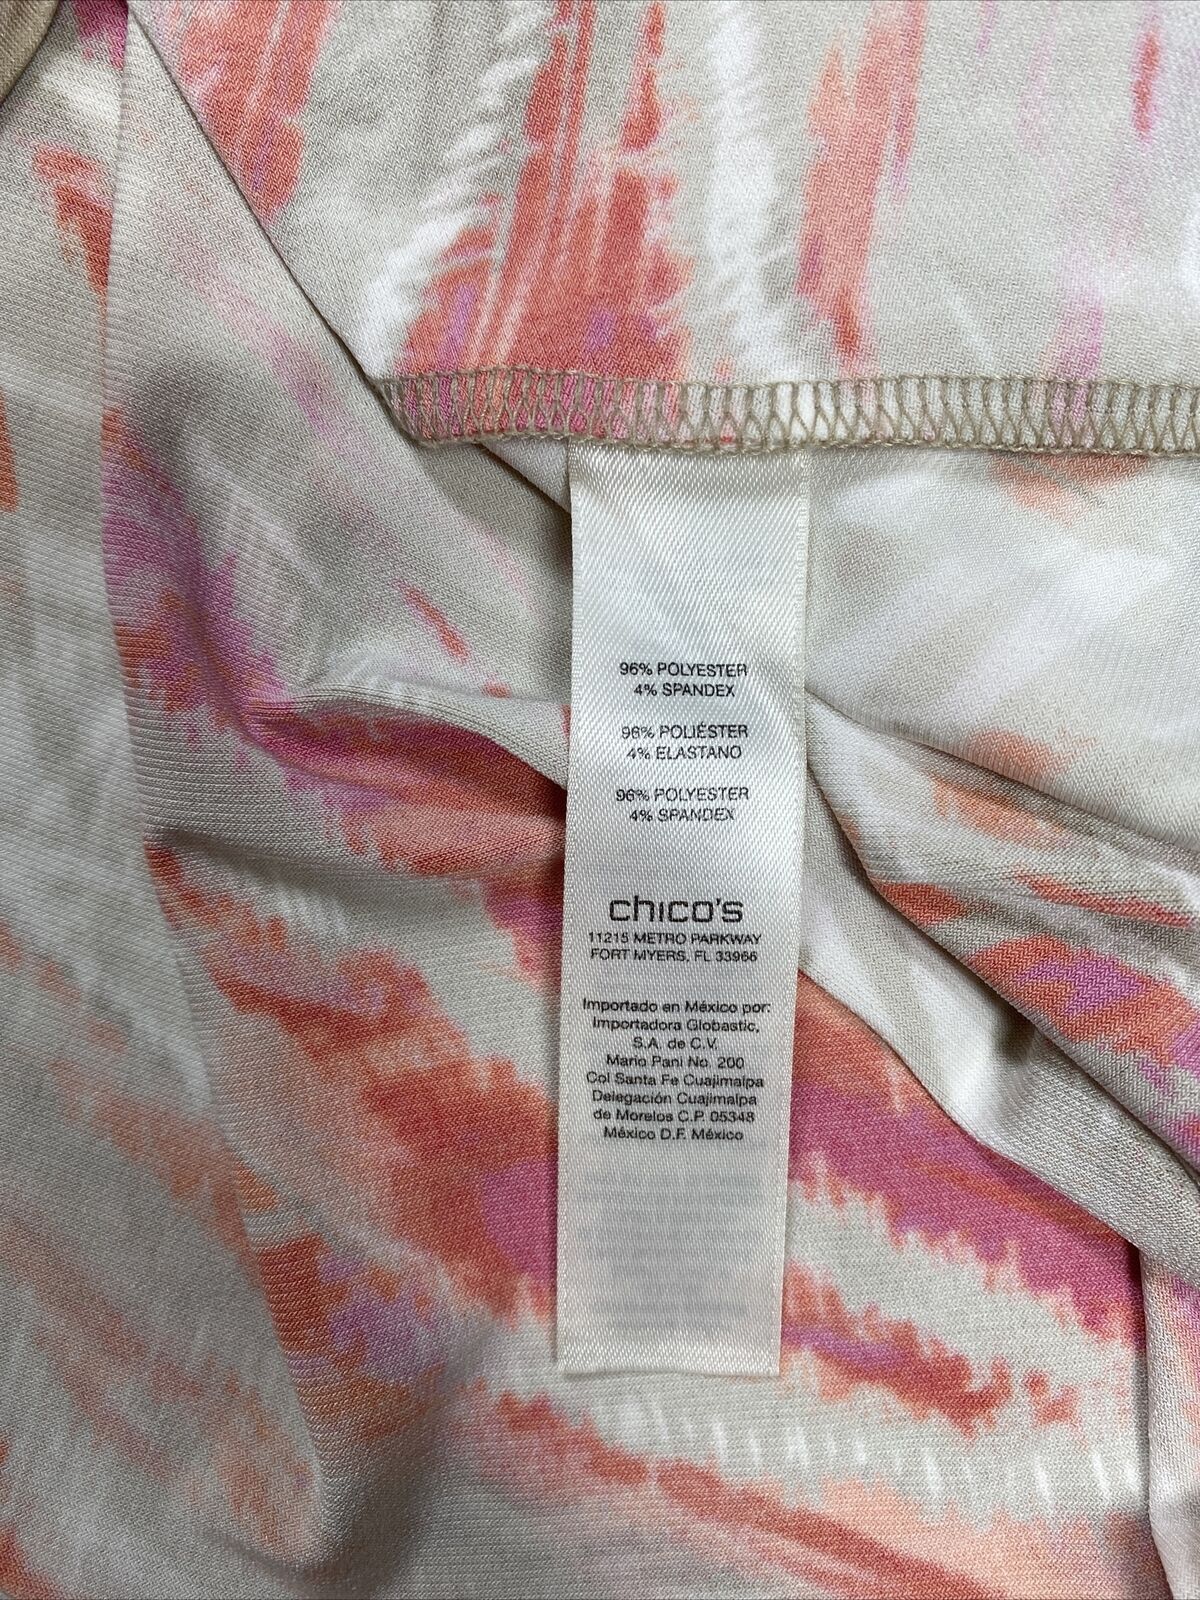 96% POLYESTER
4% SPANDEX
96% POLIÉSTER
4% ELASTANO
96% POLYESTER
4% SPANDEX
chico's
11215 METRO PARKWAY
FORT MYERS, FL 33966
Importado en México por:
Importadora Globastic,
S.A. de C.V.
Mario Pani No. 200
Col Santa Fe Cuajimalpa
Delegación Cuajimalpa
de Morelos C.P. 05348
México D.F. México